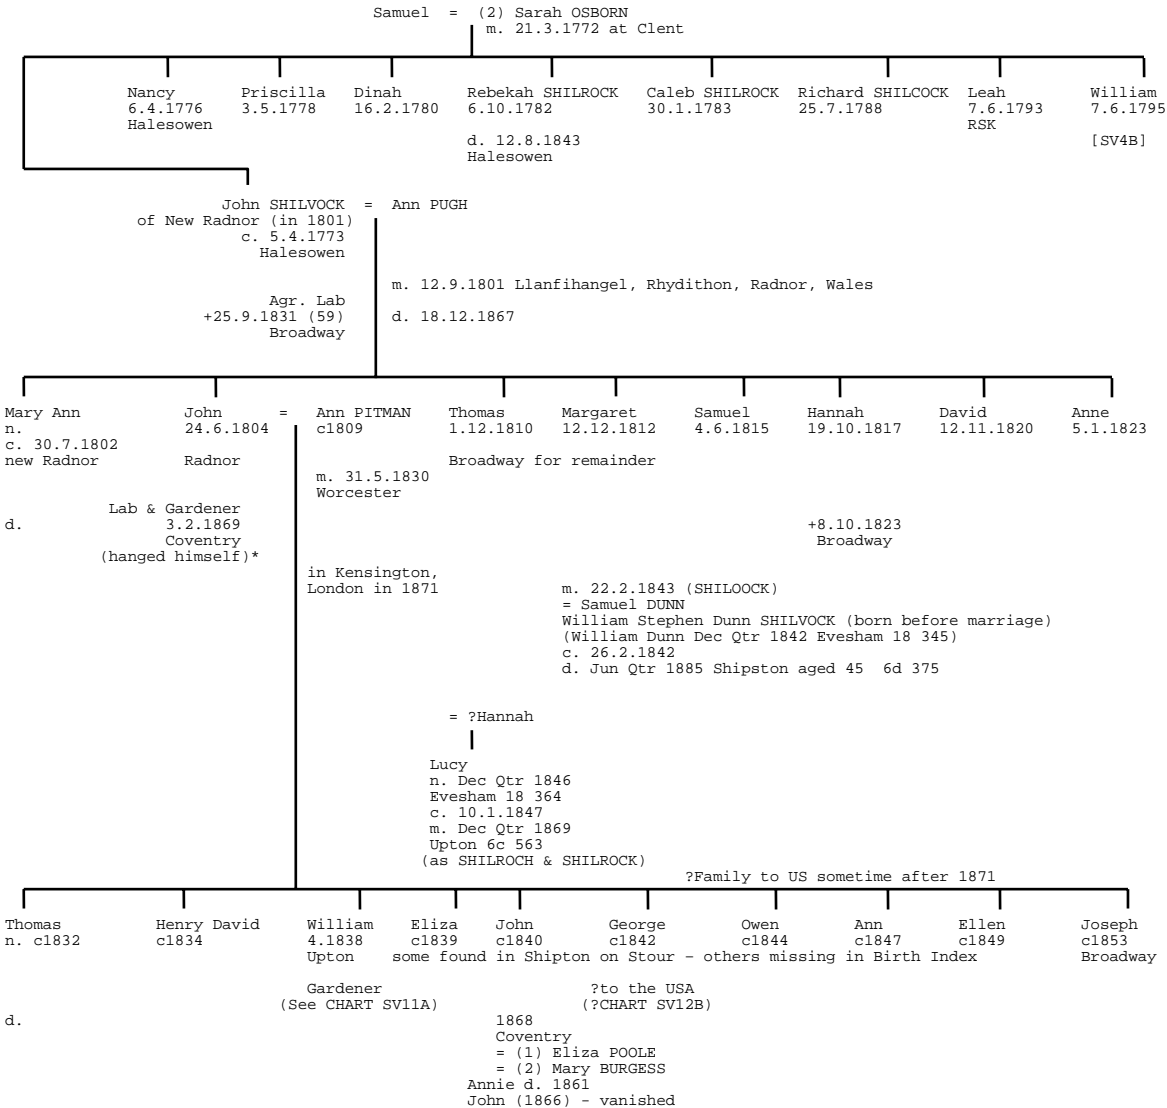 Samuel = (2) Sarah OSBORN
m. 21.3.1772 at Clent
Nancy Priscilla Dinah Rebekah SHILROCK Caleb SHILROCK Richard SHILCOCK Leah William
6.4.1776 3.5.1778 16.2.1780 6.10.1782 30.1.1783 25.7.1788 7.6.1793 7.6.1795
Halesowen RSK
d. 12.8.1843 [SV4B]
Halesowen
John SHILVOCK = Ann PUGH
of New Radnor (in 1801)
c. 5.4.1773
Halesowen
m. 12.9.1801 Llanfihangel, Rhydithon, Radnor, Wales
Agr. Lab
+25.9.1831 (59) d. 18.12.1867
Broadway
Mary Ann John = Ann PITMAN Thomas Margaret Samuel Hannah David Anne
n. 24.6.1804 c1809 1.12.1810 12.12.1812 4.6.1815 19.10.1817 12.11.1820 5.1.1823
c. 30.7.1802
new Radnor Radnor Broadway for remainder
m. 31.5.1830
Worcester
Lab & Gardener
d. 3.2.1869 +8.10.1823
Coventry Broadway
(hanged himself)*
in Kensington,
London in 1871 m. 22.2.1843 (SHILOOCK)
= Samuel DUNN
William Stephen Dunn SHILVOCK (born before marriage)
(William Dunn Dec Qtr 1842 Evesham 18 345)
c. 26.2.1842
d. Jun Qtr 1885 Shipston aged 45 6d 375
= ?Hannah
Lucy
n. Dec Qtr 1846
Evesham 18 364
c. 10.1.1847
m. Dec Qtr 1869
Upton 6c 563
(as SHILROCH & SHILROCK)
?Family to US sometime after 1871
Thomas Henry David William Eliza John George Owen Ann Ellen Joseph
n. c1832 c1834 4.1838 c1839 c1840 c1842 c1844 c1847 c1849 c1853
Upton some found in Shipton on Stour - others missing in Birth Index Broadway
Gardener ?to the USA
(See CHART SV11A) (?CHART SV12B)
d. 1868
Coventry
= (1) Eliza POOLE
= (2) Mary BURGESS
Annie d. 1861
John (1866) - vanished